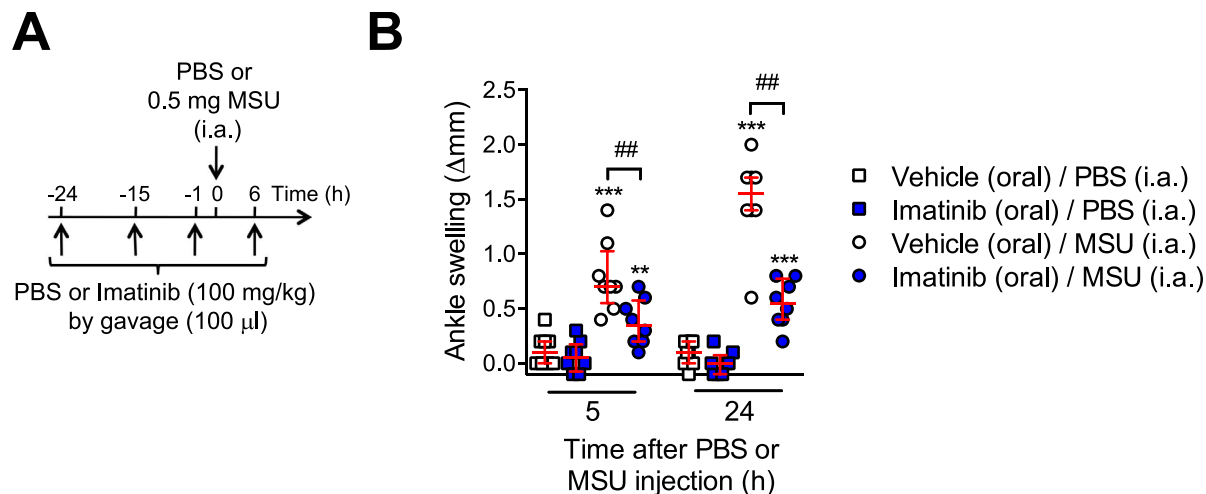 A
PBS or
0.5 mg MSU
(i.a.)
-24 -15 -1 0 6 Time (h)
PBS or Imatinib (100 mg/kg)
by gavage (100 μl)
B
Ankle swelling (Δmm)
2.5
2.0
1.5
1.0
0.5
0.0
***
##
**
***
##
***
5 24
Time after PBS or
MSU injection (h)
Vehicle (oral) / PBS (i.a.)
Imatinib (oral) / PBS (i.a.)
Vehicle (oral) / MSU (i.a.)
Imatinib (oral) / MSU (i.a.)